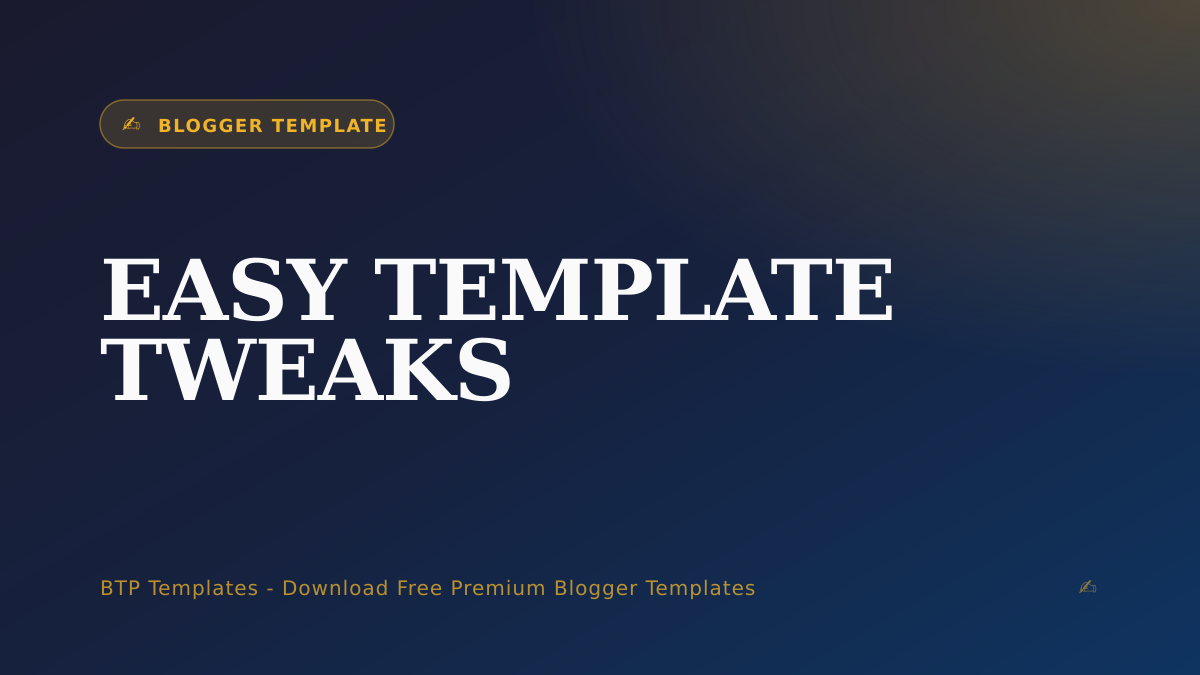 ✍ BLOGGER TEMPLATE
EASY TEMPLATE
TWEAKS
BTP Templates - Download Free Premium Blogger Templates ✍